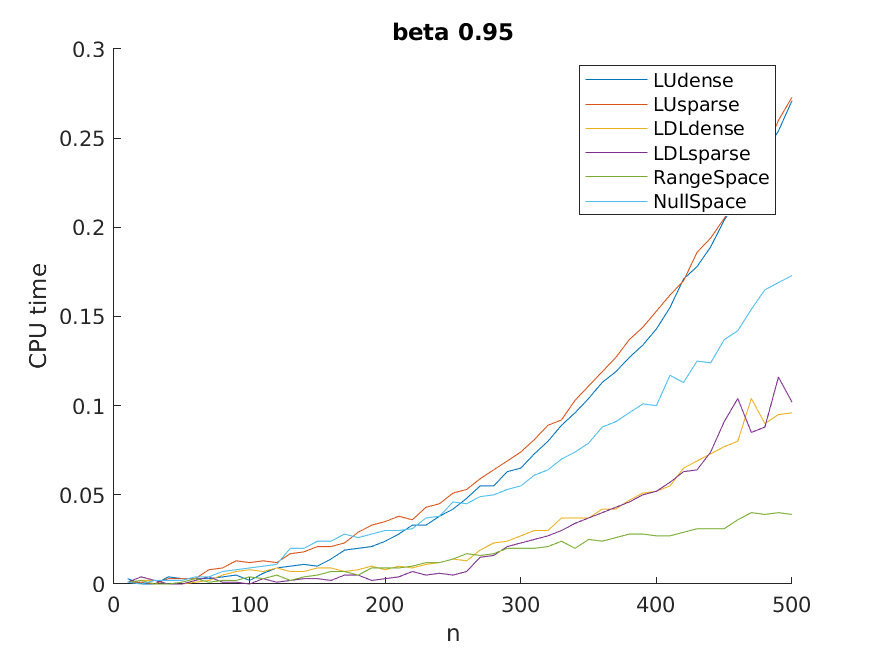 beta 0.95
0.3
0.25
0.2
0.15
0.1
0.05
0
CPU time
LUdense
LUsparse
LDLdense
LDLsparse
RangeSpace
NullSpace
0 100 200 300 400 500
n